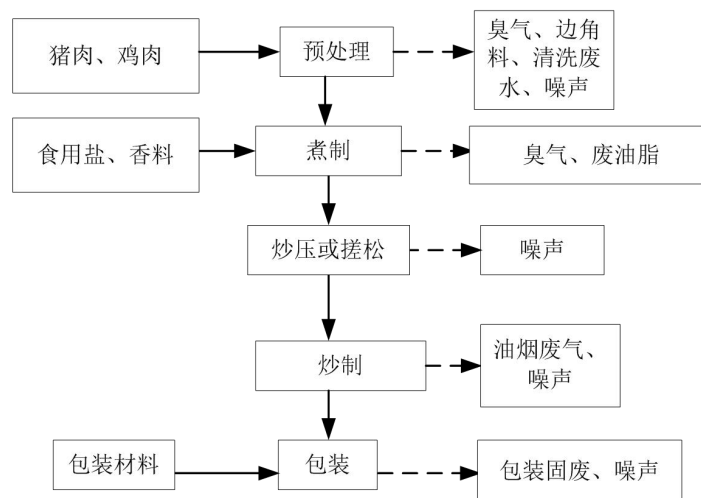 猪肉、鸡肉
预处理
臭气、边角
料、清洗废
水、噪声
食用盐、香料
煮制
臭气、废油脂
炒压或搓松
噪声
炒制
油烟废气、
噪声
包装材料
包装
包装固废、噪声